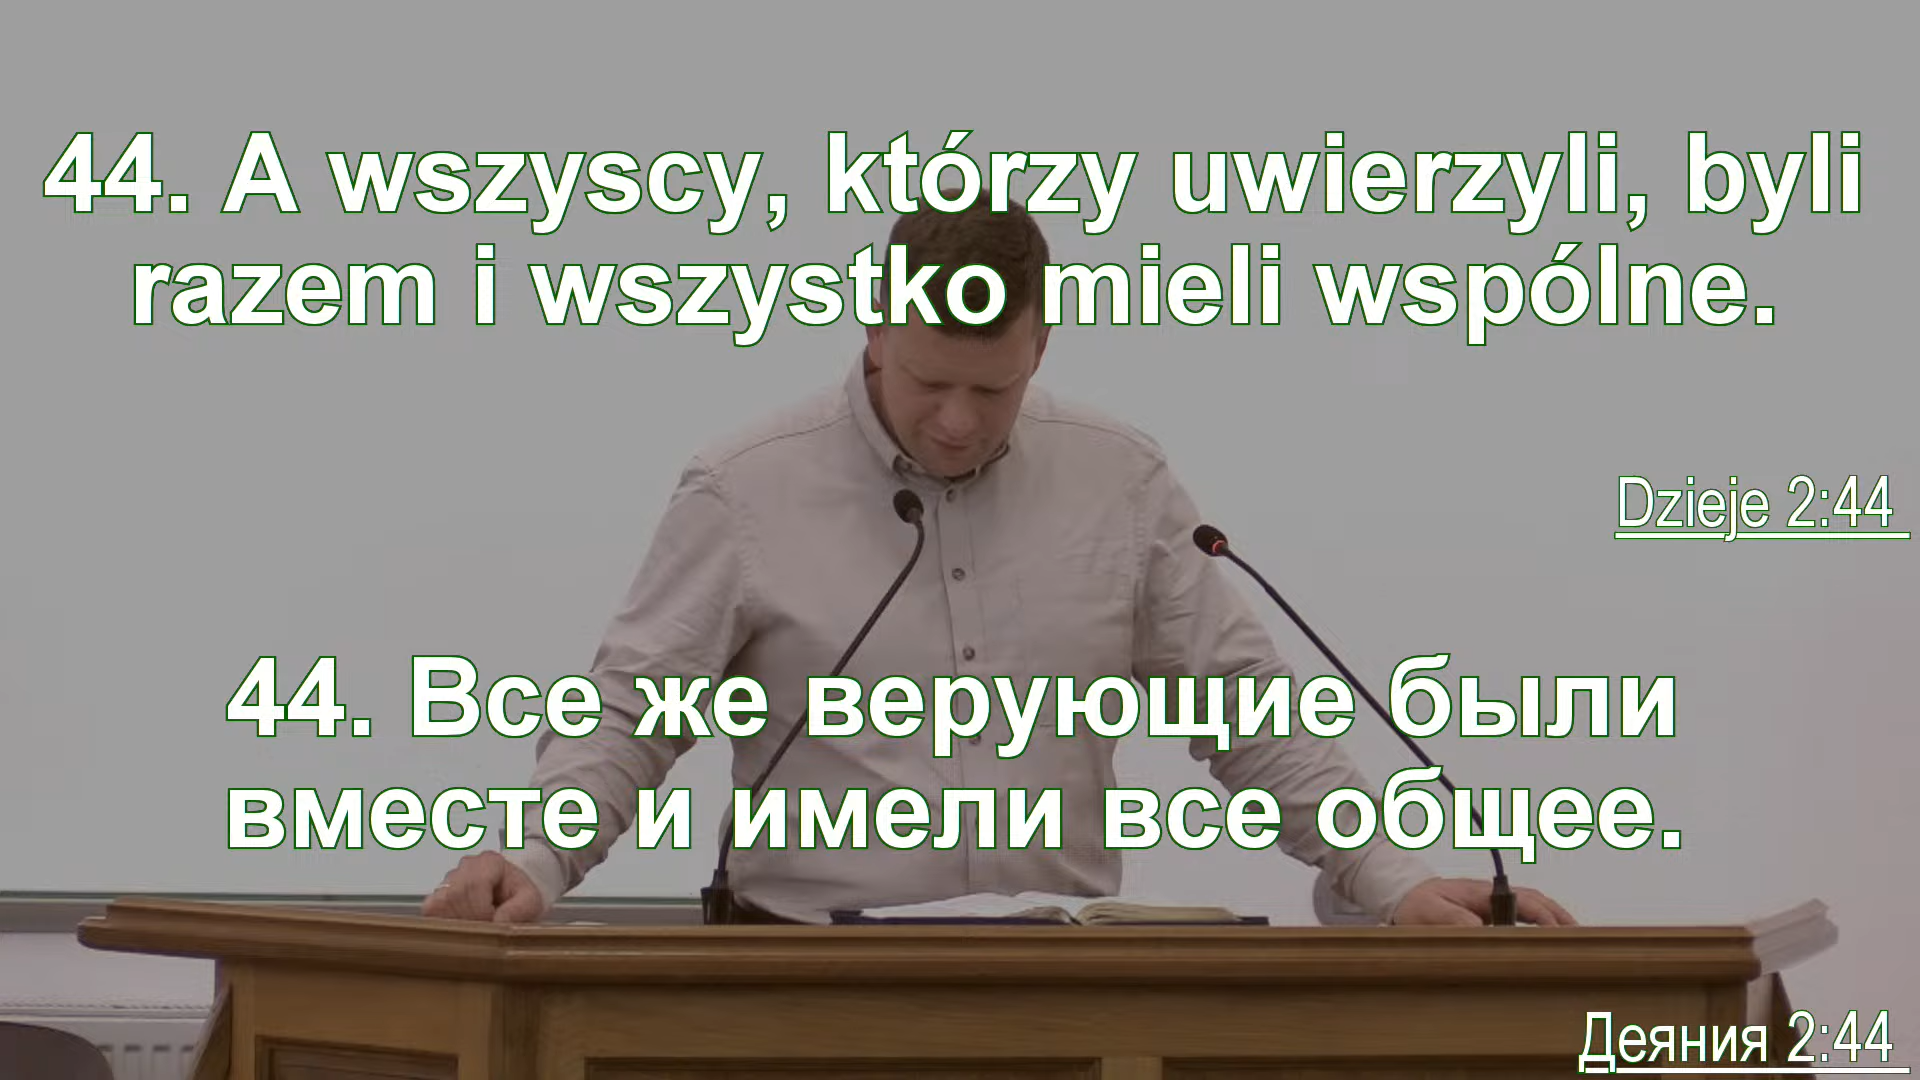 44. A wszyscy, którzy uwierzyli, byli
razem i wszystko mieli wspólne.
Dzieje 2:44
44. Все же верующие были
вместе и имели все общее.
Деяния 2:44